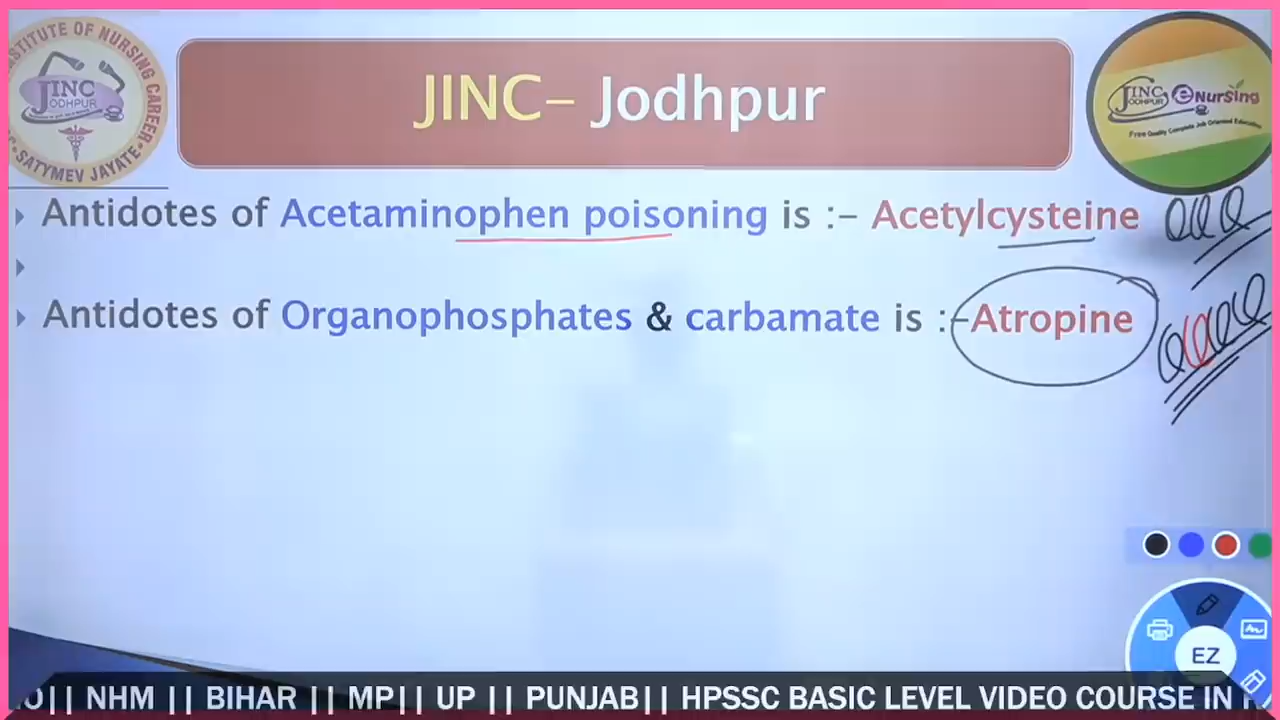 INSTITUTE OF NURSING CAREER
JINC
JODHPUR
SATYMEV JAYATE
JINC- Jodhpur
JINC
JODHPUR
eNursing
Free Quality Complete Job Oriented Education
Antidotes of Acetaminophen poisoning is :- Acetylcysteine
Antidotes of Organophosphates & carbamate is :-Atropine
EZ
|| NHM || BIHAR || MP|| UP || PUNJAB|| HPSSC BASIC LEVEL VIDEO COURSE IN